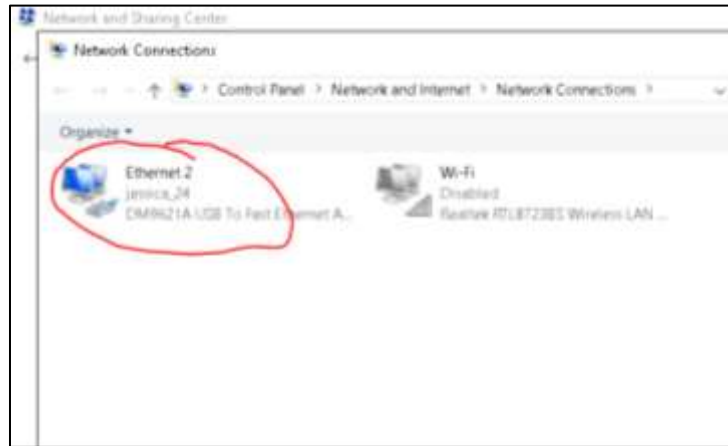 Network and Sharing Center
Network Connections
Control Panel > Network and Internet > Network Connections >
Organize
Ethernet 2
jessica_24
DM9621A USB To Fast Ethernet A...
Wi-Fi
Disabled
Realtek RTL8723BS Wireless LAN ...